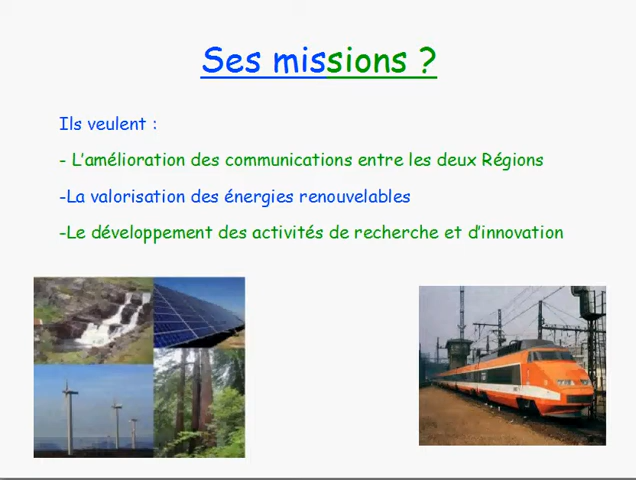 Ses missions ?
Ils veulent :
- L'amélioration des communications entre les deux Régions
-La valorisation des énergies renouvelables
-Le développement des activités de recherche et d'innovation